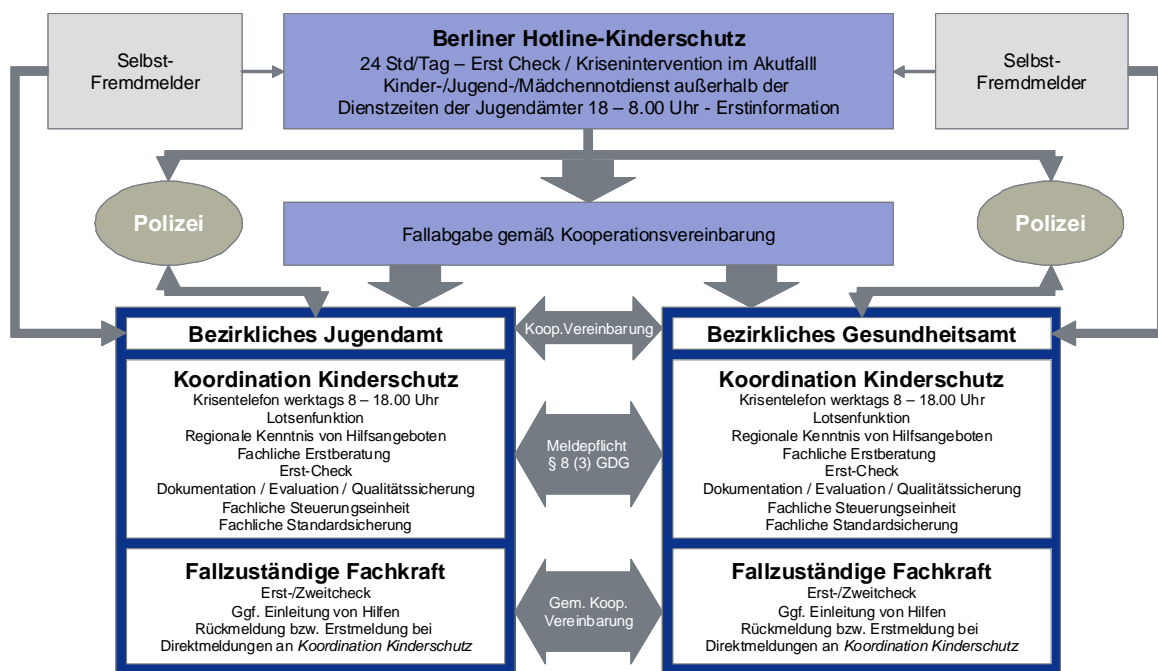 Selbst-
Fremdmelder
Berliner Hotline-Kinderschutz
24 Std/Tag – Erst Check / Krisenintervention im Akutfalll
Kinder-/Jugend-/Mädchennotdienst außerhalb der
Dienstzeiten der Jugendämter 18 – 8.00 Uhr - Erstinformation
Selbst-
Fremdmelder
Polizei
Fallabgabe gemäß Kooperationsvereinbarung
Polizei
Bezirkliches Jugendamt
Koop.Vereinbarung
Bezirkliches Gesundheitsamt
Koordination Kinderschutz
Krisentelefon werktags 8 – 18.00 Uhr
Lotsenfunktion
Regionale Kenntnis von Hilfsangeboten
Fachliche Erstberatung
Erst-Check
Dokumentation / Evaluation / Qualitätssicherung
Fachliche Steuerungseinheit
Fachliche Standardsicherung
Meldepflicht
§ 8 (3) GDG
Koordination Kinderschutz
Krisentelefon werktags 8 – 18.00 Uhr
Lotsenfunktion
Regionale Kenntnis von Hilfsangeboten
Fachliche Erstberatung
Erst-Check
Dokumentation / Evaluation / Qualitätssicherung
Fachliche Steuerungseinheit
Fachliche Standardsicherung
Fallzuständige Fachkraft
Erst-/Zweitcheck
Ggf. Einleitung von Hilfen
Rückmeldung bzw. Erstmeldung bei
Direktmeldungen an Koordination Kinderschutz
Gem. Koop.
Vereinbarung
Fallzuständige Fachkraft
Erst-/Zweitcheck
Ggf. Einleitung von Hilfen
Rückmeldung bzw. Erstmeldung bei
Direktmeldungen an Koordination Kinderschutz